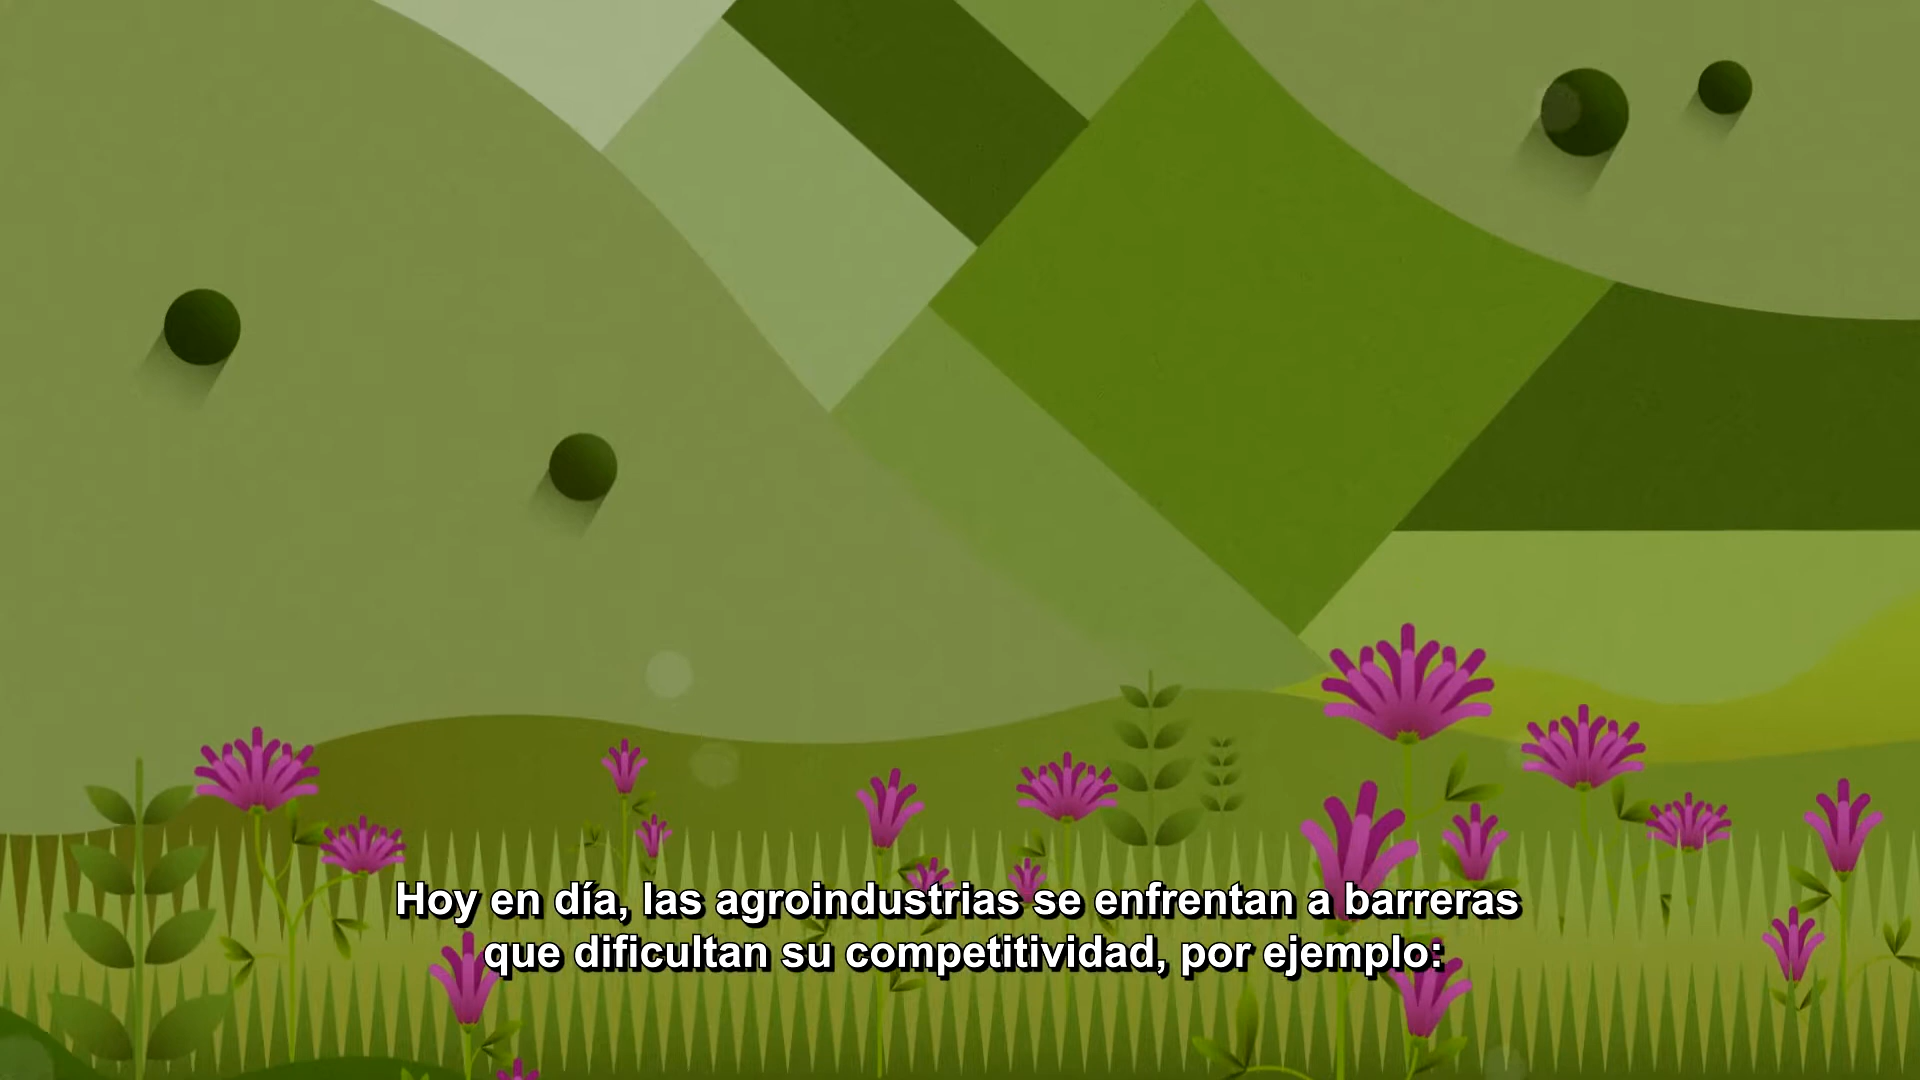 Hoy en día, las agroindustrias se enfrentan a barreras
que dificultan su competitividad, por ejemplo: